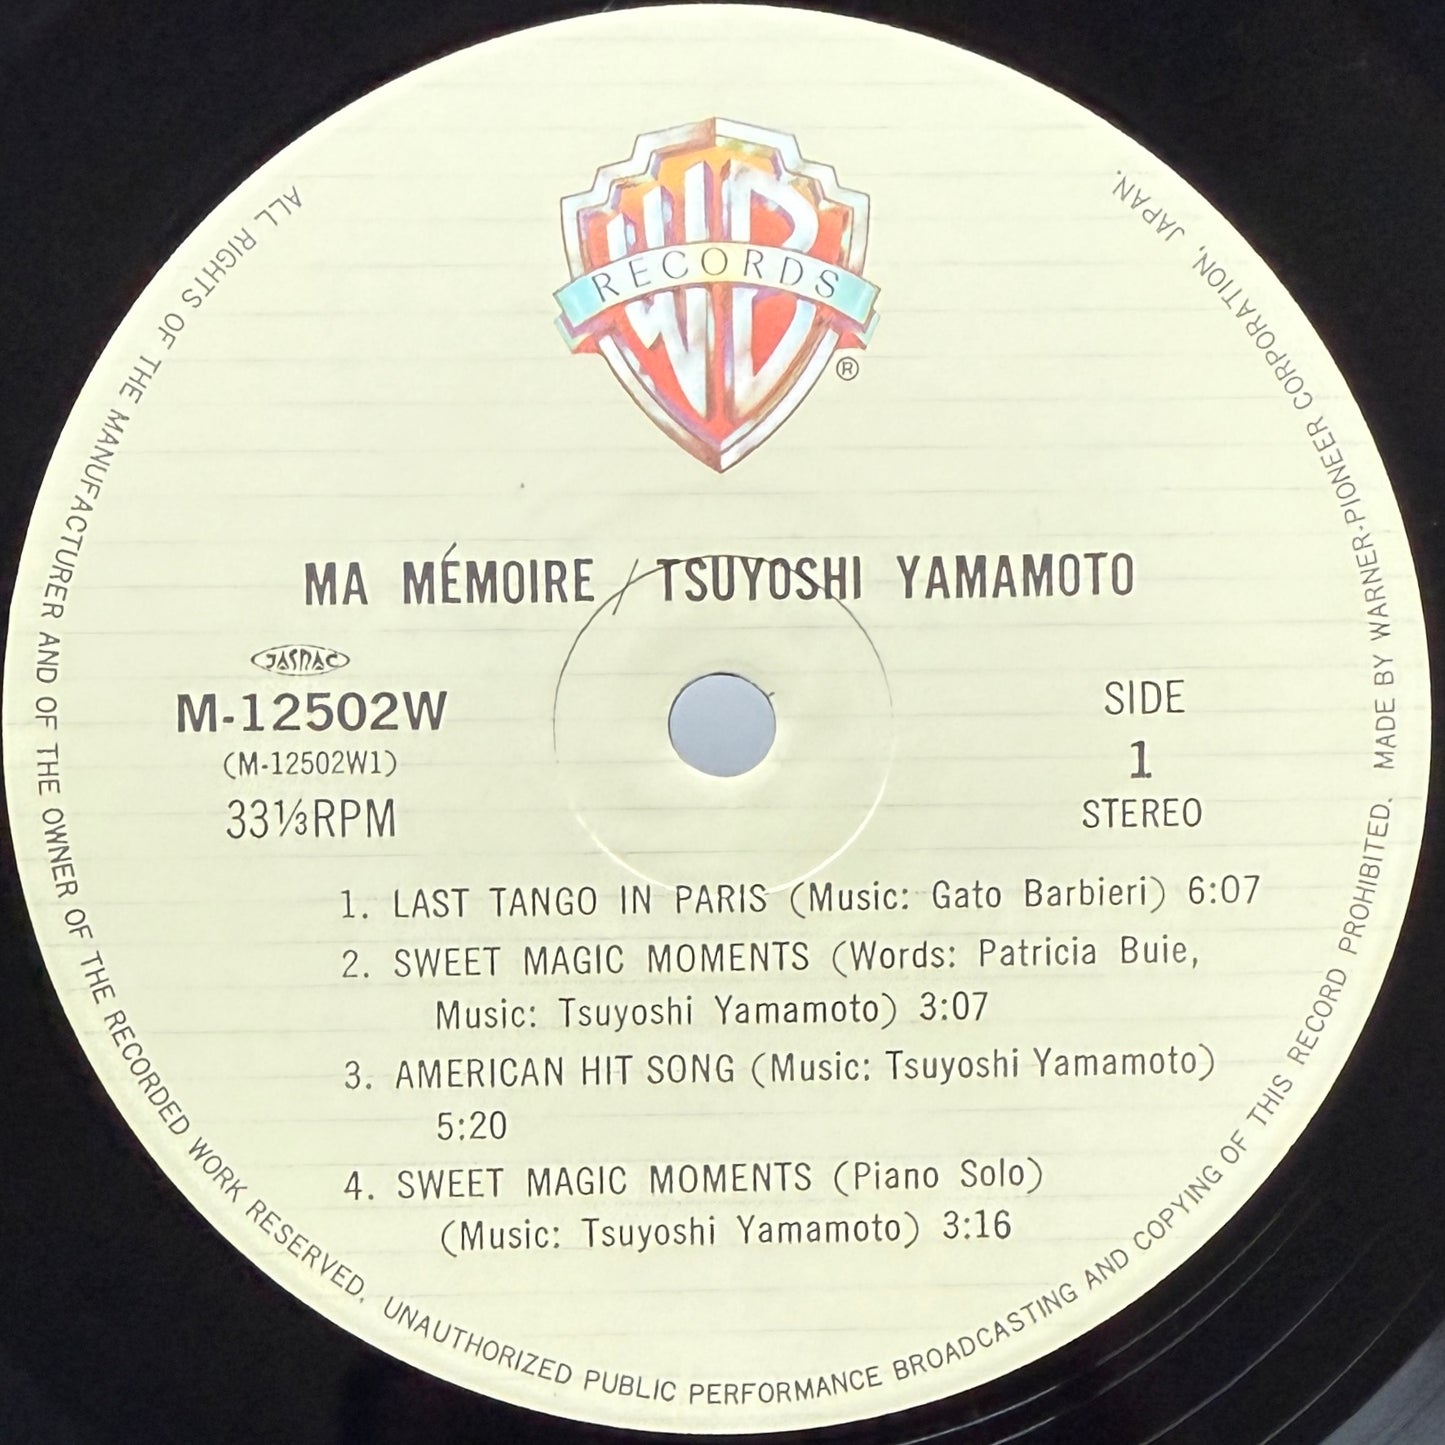 WB
RECORDS
®
MA MÉMOIRE / TSUYOSHI YAMAMOTO
JASRAC
M-12502W
(M-12502W1)
33⅓RPM
SIDE
1
STEREO
1. LAST TANGO IN PARIS (Music: Gato Barbieri) 6:07
2. SWEET MAGIC MOMENTS (Words: Patricia Buie,
Music: Tsuyoshi Yamamoto) 3:07
3. AMERICAN HIT SONG (Music: Tsuyoshi Yamamoto)
5:20
4. SWEET MAGIC MOMENTS (Piano Solo)
(Music: Tsuyoshi Yamamoto) 3:16
ALL RIGHTS OF THE MANUFACTURER AND OF THE OWNER OF THE RECORDED WORK RESERVED. UNAUTHORIZED PUBLIC PERFORMANCE BROADCASTING AND COPYING OF THIS RECORD PROHIBITED. MADE BY WARNER-PIONEER CORPORATION, JAPAN.